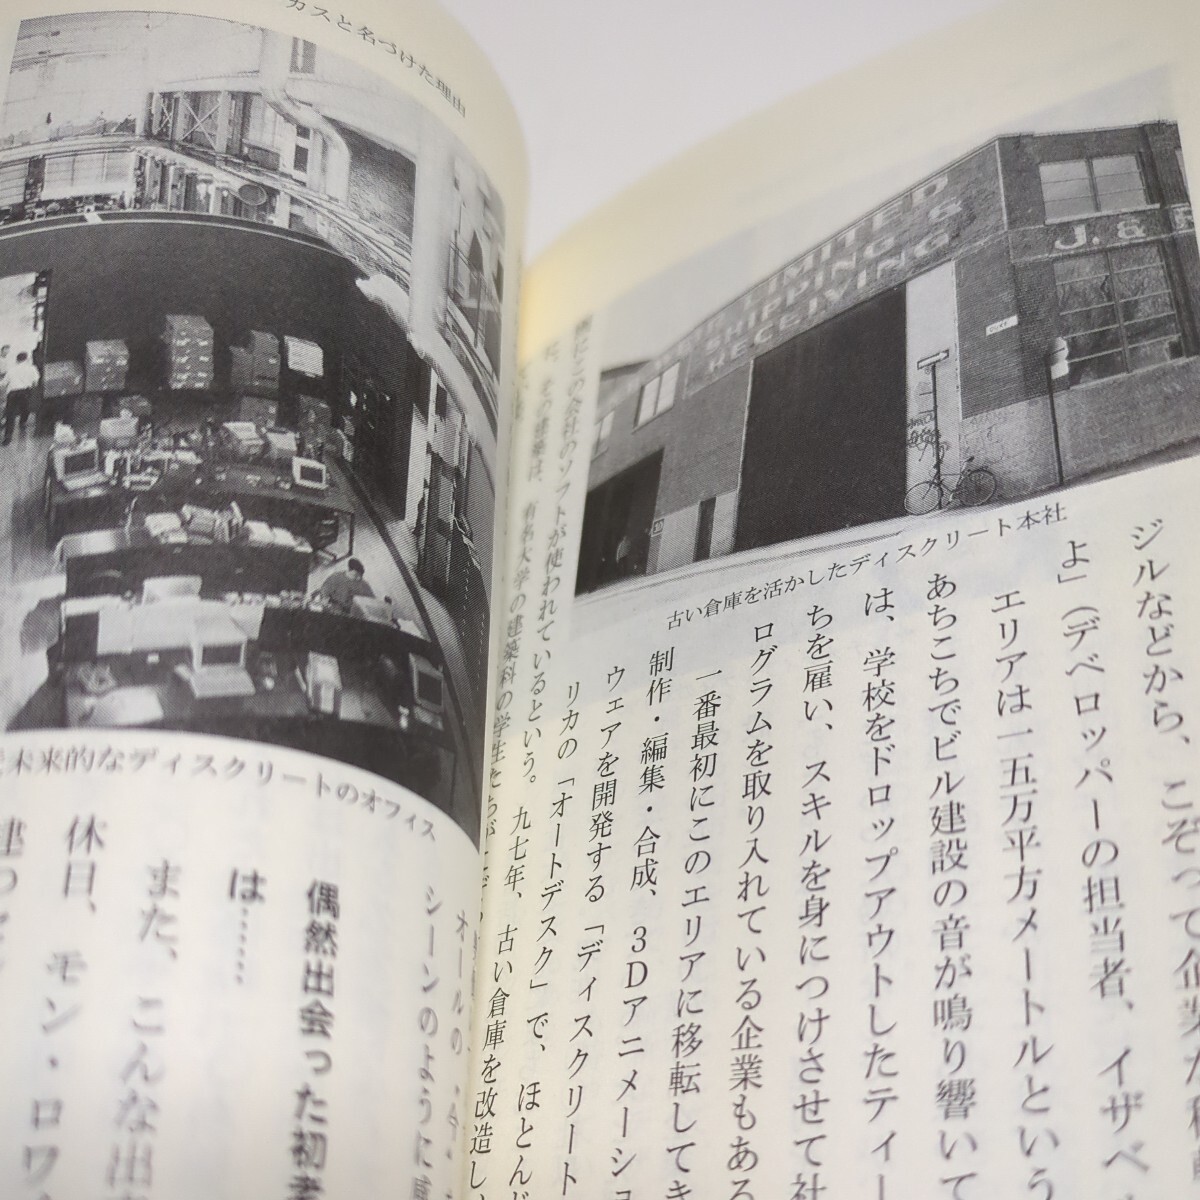 LIMITED
SHIPPING &
RECEIVING
J. & R
古い倉庫を活かしたディスクリート本社
ジルなどから、こぞって企業が移
よ」(デベロッパーの担当者、イザベ
エリアは一五万平方メートルという
あちこちでビル建設の音が鳴り響いて
は、学校をドロップアウトしたティー
ちを雇い、スキルを身につけさせて社
ログラムを取り入れている企業もある
一番最初にこのエリアに移転してき
制作・編集・合成、3Dアニメーショ
ウェアを開発する「ディスクリート
リカの「オートデスク」で、ほとんど
画にこの会社のソフトが使われているという。九七年、古い倉庫を改造し
た。その建築は、有名大学の建築科の学生たちが
カスと名づけた理由
未来的なディスクリートのオフィス
シーンのように
偶然出会った初老
は……
また、こんな出
休日、モン・ロワ
建つ